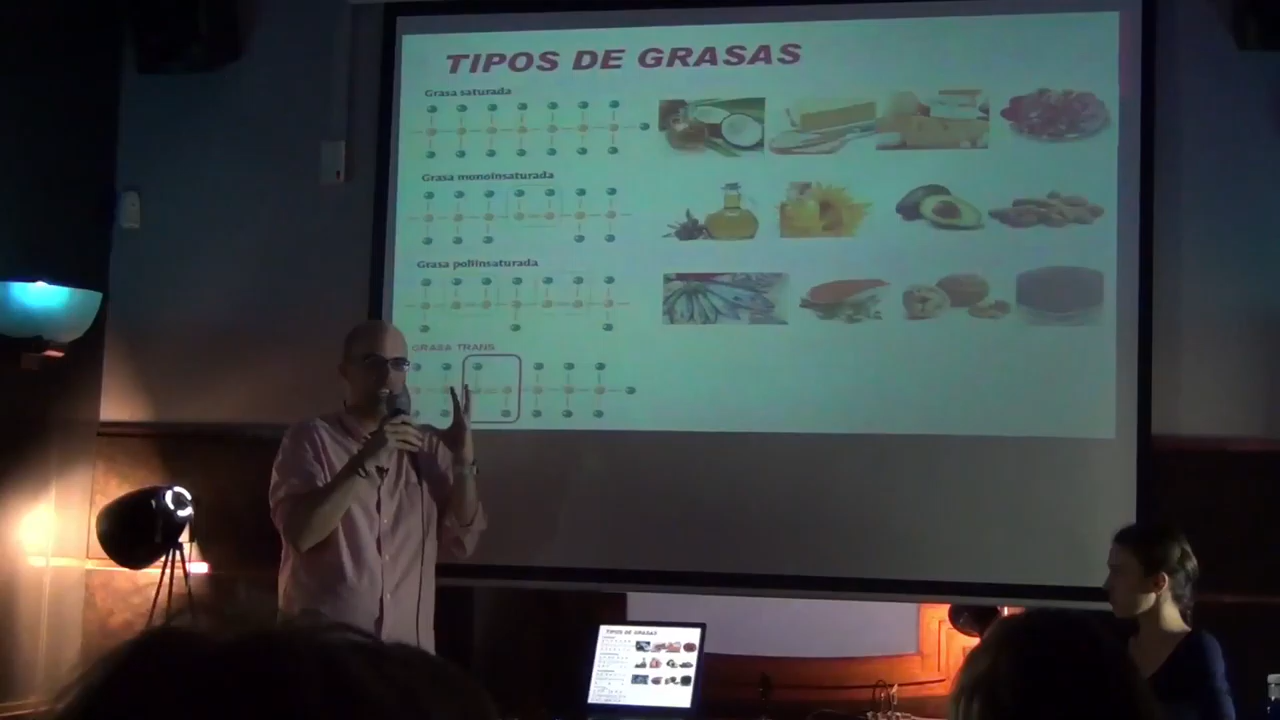 TIPOS DE GRASAS
Grasa saturada
Grasa monoinsaturada
Grasa poliinsaturada
GRASA TRANS
TIPOS DE GRASAS